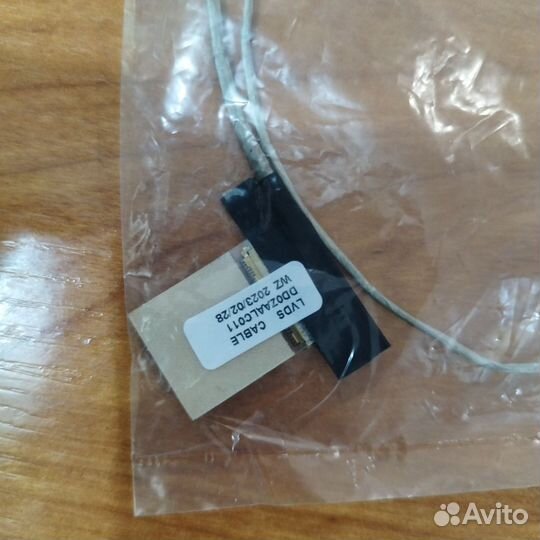 LVDS CABLE
DD0ZAALC011
WZ 2023/02/28
Avito